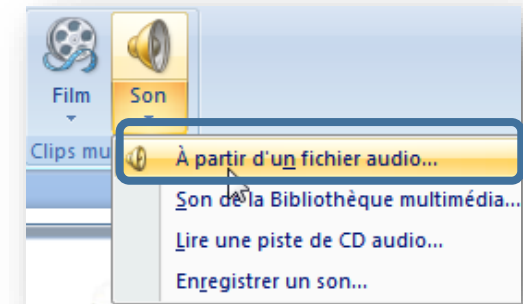 Film Son
Clips mu
À partir d'un fichier audio...
Son de la Bibliothèque multimédia...
Lire une piste de CD audio...
Enregistrer un son...